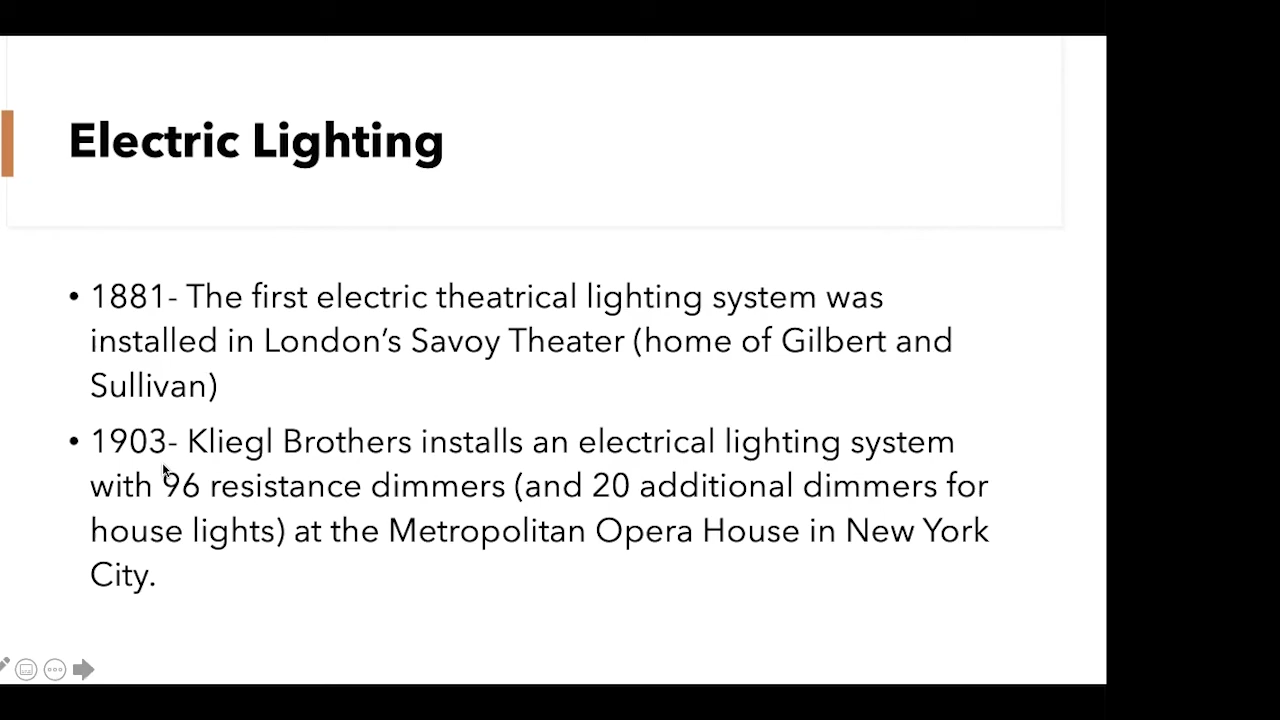 Electric Lighting
• 1881- The first electric theatrical lighting system was
installed in London’s Savoy Theater (home of Gilbert and
Sullivan)
• 1903- Kliegl Brothers installs an electrical lighting system
with 96 resistance dimmers (and 20 additional dimmers for
house lights) at the Metropolitan Opera House in New York
City.